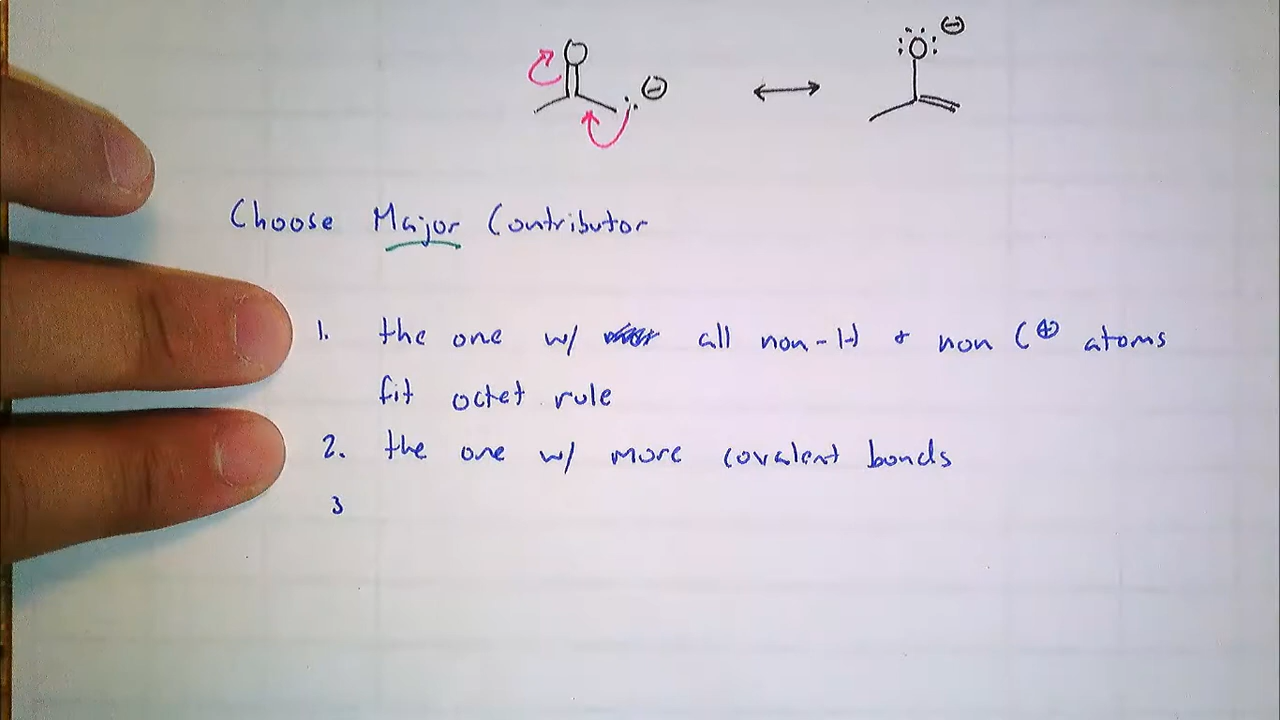 O :Ö: ⊖
: ⊖
Choose Major Contributor
1. the one w/ all non-H + non C⊕ atoms
fit octet rule
2. the one w/ more covalent bonds
3